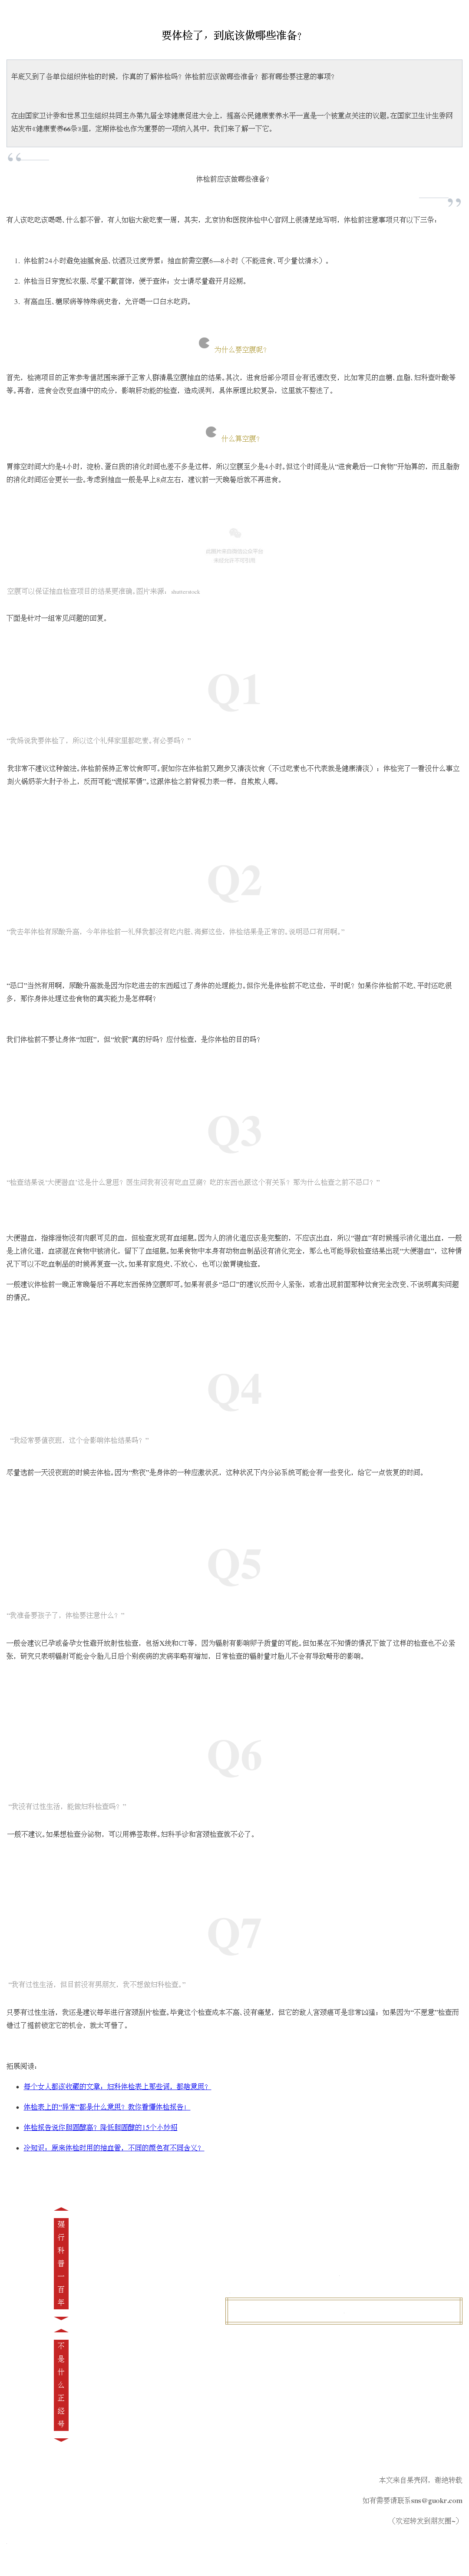 要体检了，到底该做哪些准备？
年底又到了各单位组织体检的时候，你真的了解体检吗？体检前应该做哪些准备？都有哪些要注意的事项？
在由国家卫计委和世界卫生组织共同主办第九届全球健康促进大会上，提高公民健康素养水平一直是一个被重点关注的议题。在国家卫生计生委网
站发布《健康素养66条》里，定期体检也作为重要的一项纳入其中，我们来了解一下它。
体检前应该做哪些准备？
有人该吃吃该喝喝、什么都不管，有人如临大敌吃素一周，其实，北京协和医院体检中心官网上很清楚地写明，体检前注意事项只有以下三条：
1. 体检前24小时避免油腻食品、饮酒及过度劳累；抽血前需空腹6—8小时（不能进食、可少量饮清水）。
2. 体检当日穿宽松衣服、尽量不戴首饰，便于查体；女士请尽量避开月经期。
3. 有高血压、糖尿病等特殊病史者，允许喝一口白水吃药。
为什么要空腹呢？
首先，检测项目的正常参考值范围来源于正常人群清晨空腹抽血的结果。其次，进食后部分项目会有迅速改变，比如常见的血糖、血脂、妇科查叶酸等
等。再者，进食会改变血清中的成分，影响肝功能的检查，造成误判，具体原理比较复杂，这里就不赘述了。
什么算空腹？
胃排空时间大约是4小时，淀粉、蛋白质的消化时间也差不多是这样，所以空腹至少是4小时。但这个时间是从“进食最后一口食物”开始算的，而且脂肪
的消化时间还会更长一些。考虑到抽血一般是早上8点左右，建议前一天晚餐后就不再进食。
此图片来自微信公众平台
未经允许不可引用
空腹可以保证抽血检查项目的结果更准确。图片来源：shutterstock
下面是针对一组常见问题的回复。
Q1
“我妈说我要体检了，所以这个礼拜家里都吃素。有必要吗？”
我非常不建议这种做法。体检前保持正常饮食即可。假如你在体检前又跑步又清淡饮食（不过吃素也不代表就是健康清淡）；体检完了一看没什么事立
刻火锅奶茶大肘子补上，反而可能“谎报军情”。这跟体检之前背视力表一样，自欺欺人哪。
Q2
“我去年体检有尿酸升高，今年体检前一礼拜我都没有吃内脏、海鲜这些，体检结果是正常的。说明忌口有用啊。”
“忌口”当然有用啊，尿酸升高就是因为你吃进去的东西超过了身体的处理能力。但你光是体检前不吃这些，平时呢？如果你体检前不吃、平时还吃很
多，那你身体处理这些食物的真实能力是怎样啊？
我们体检前不要让身体“加班”，但“放假”真的好吗？应付检查，是你体检的目的吗？
Q3
“检查结果说‘大便潜血’这是什么意思？医生问我有没有吃血豆腐？吃的东西也跟这个有关系？那为什么检查之前不忌口？”
大便潜血，指排泄物没有肉眼可见的血，但检查发现有血细胞。因为人的消化道应该是完整的，不应该出血，所以“潜血”有时候提示消化道出血，一般
是上消化道，血液混在食物中被消化，留下了血细胞。如果食物中本身有动物血制品没有消化完全，那么也可能导致检查结果出现“大便潜血”，这种情
况下可以不吃血制品的时候再复查一次。如果有家庭史、不放心，也可以做胃镜检查。
一般建议体检前一晚正常晚餐后不再吃东西保持空腹即可。如果有很多“忌口”的建议反而令人紧张，或者出现前面那种饮食完全改变、不说明真实问题
的情况。
Q4
“我经常要值夜班，这个会影响体检结果吗？”
尽量选前一天没夜班的时候去体检。因为“熬夜”是身体的一种应激状况，这种状况下内分泌系统可能会有一些变化，给它一点恢复的时间。
Q5
“我准备要孩子了，体检要注意什么？”
一般会建议已孕或备孕女性避开放射性检查，包括X线和CT等，因为辐射有影响卵子质量的可能。但如果在不知情的情况下做了这样的检查也不必紧
张，研究只表明辐射可能会令胎儿日后个别疾病的发病率略有增加，日常检查的辐射量对胎儿不会有导致畸形的影响。
Q6
“我没有过性生活，能做妇科检查吗？”
一般不建议。如果想检查分泌物，可以用棉签取样。妇科手诊和宫颈检查就不必了。
Q7
“我有过性生活，但目前没有男朋友，我不想做妇科检查。”
只要有过性生活，我还是建议每年进行宫颈刮片检查。毕竟这个检查成本不高、没有痛楚，但它的敌人宫颈癌可是非常凶猛；如果因为“不愿意”检查而
错过了提前锁定它的机会，就太可惜了。
拓展阅读：
每个女人都该收藏的文章：妇科体检表上那些词，都啥意思？
体检表上的“异常”都是什么意思？教你看懂体检报告！
体检报告说你胆固醇高？降低胆固醇的15个小妙招
冷知识：原来体检时用的抽血管，不同的颜色有不同含义？
强行科普一百年
不是什么正经号
本文来自果壳网，谢绝转载
如有需要请联系sns@guokr.com
（欢迎转发到朋友圈~）